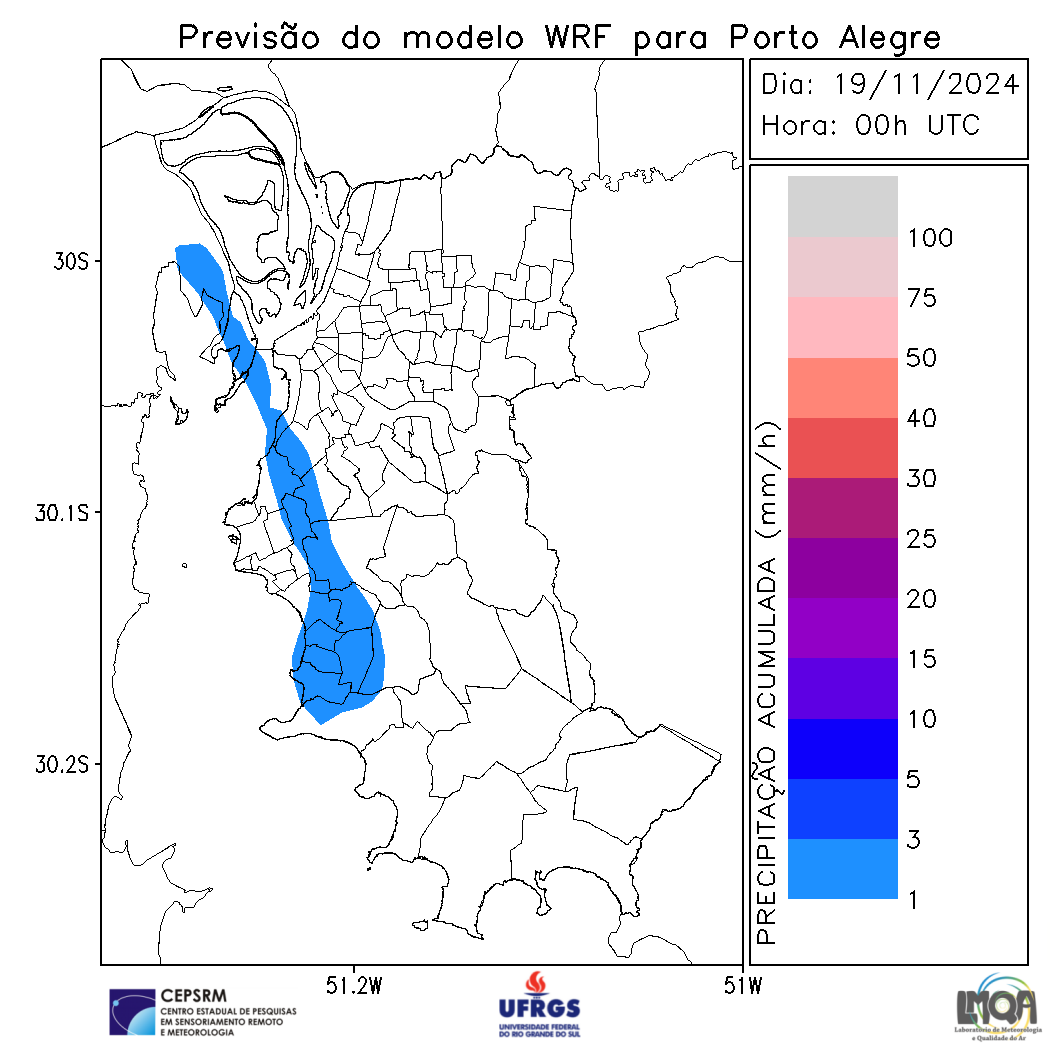 Previsão do modelo WRF para Porto Alegre
Dia: 19/11/2024
Hora: 00h UTC
30S
30.1S
30.2S
51.2W
51W
PRECIPITAÇÃO ACUMULADA (mm/h)
100
75
50
40
30
25
20
15
10
5
3
1
CEPSRM
CENTRO ESTADUAL DE PESQUISAS
EM SENSORIAMENTO REMOTO
E METEOROLOGIA
UFRGS
UNIVERSIDADE FEDERAL
DO RIO GRANDE DO SUL
LMQA
Laboratório de Meteorologia
e Qualidade do Ar